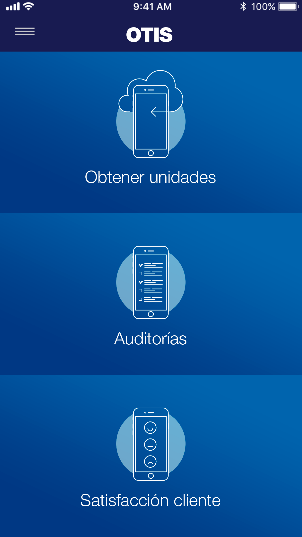 9:41 AM
100%
OTIS
Obtener unidades
Auditorías
Satisfacción cliente